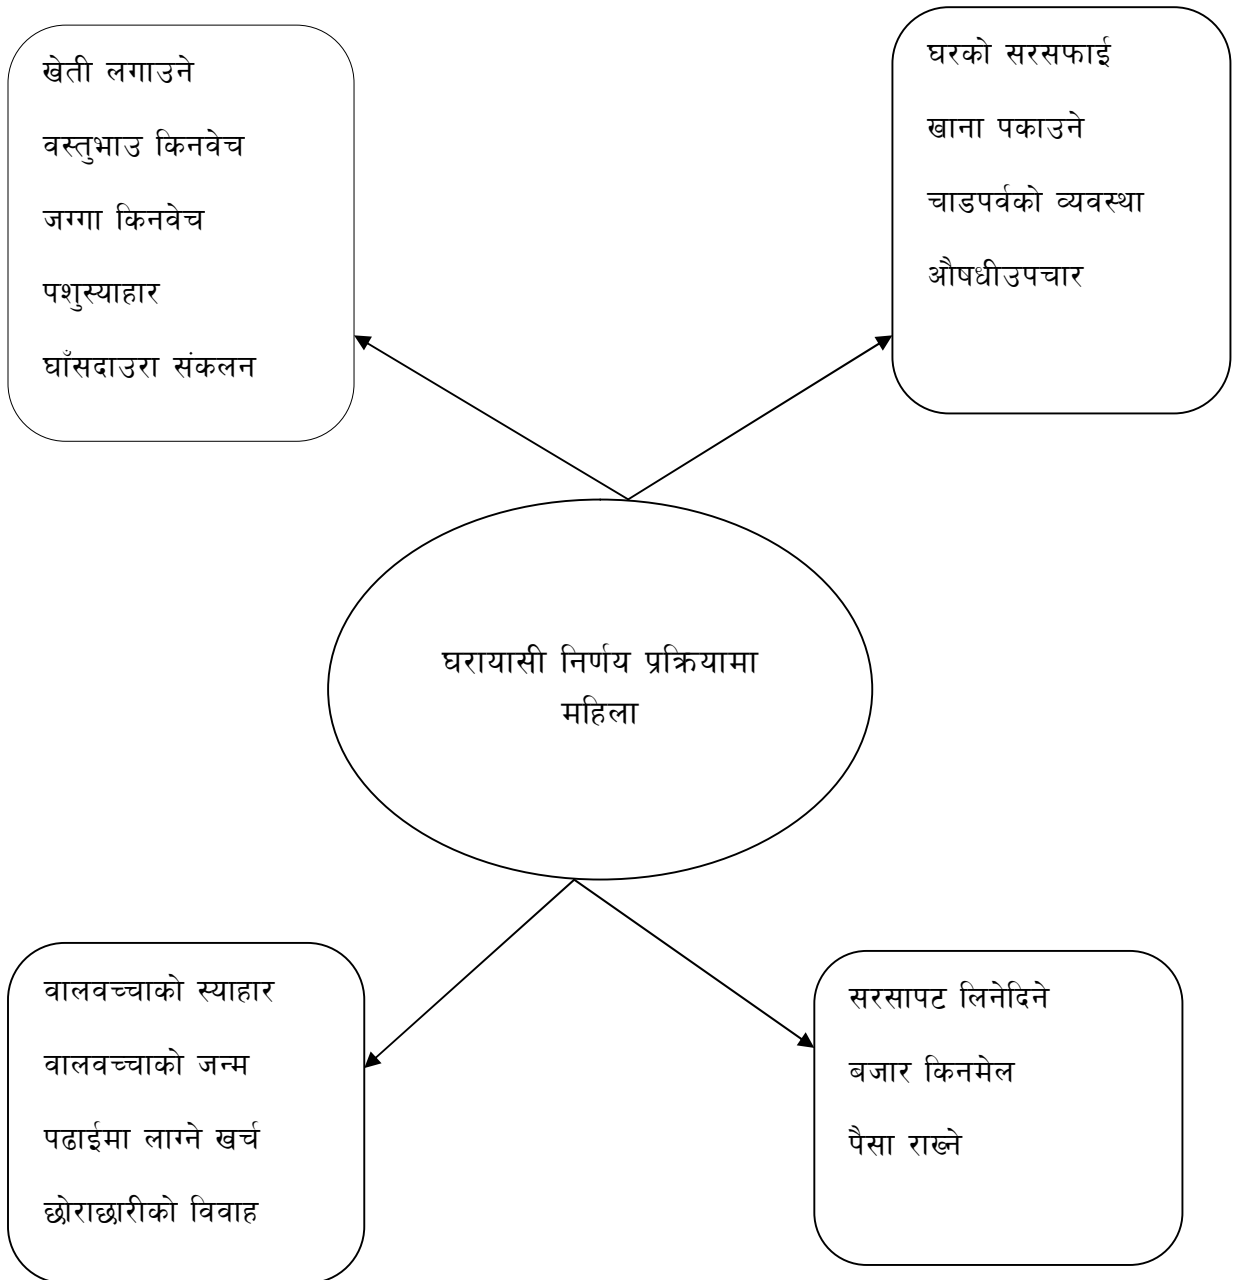 खेती लगाउने
वस्तुभाउ किनवेच
जग्गा किनवेच
पशुस्याहार
घाँसदाउरा संकलन
घरको सरसफाई
खाना पकाउने
चाडपर्वको व्यवस्था
औषधीउपचार
घरायासी निर्णय प्रक्रियामा
महिला
वालवच्चाको स्याहार
वालवच्चाको जन्म
पढाईमा लाग्ने खर्च
छोराछारीको विवाह
सरसापट लिनेदिने
बजार किनमेल
पैसा राख्ने